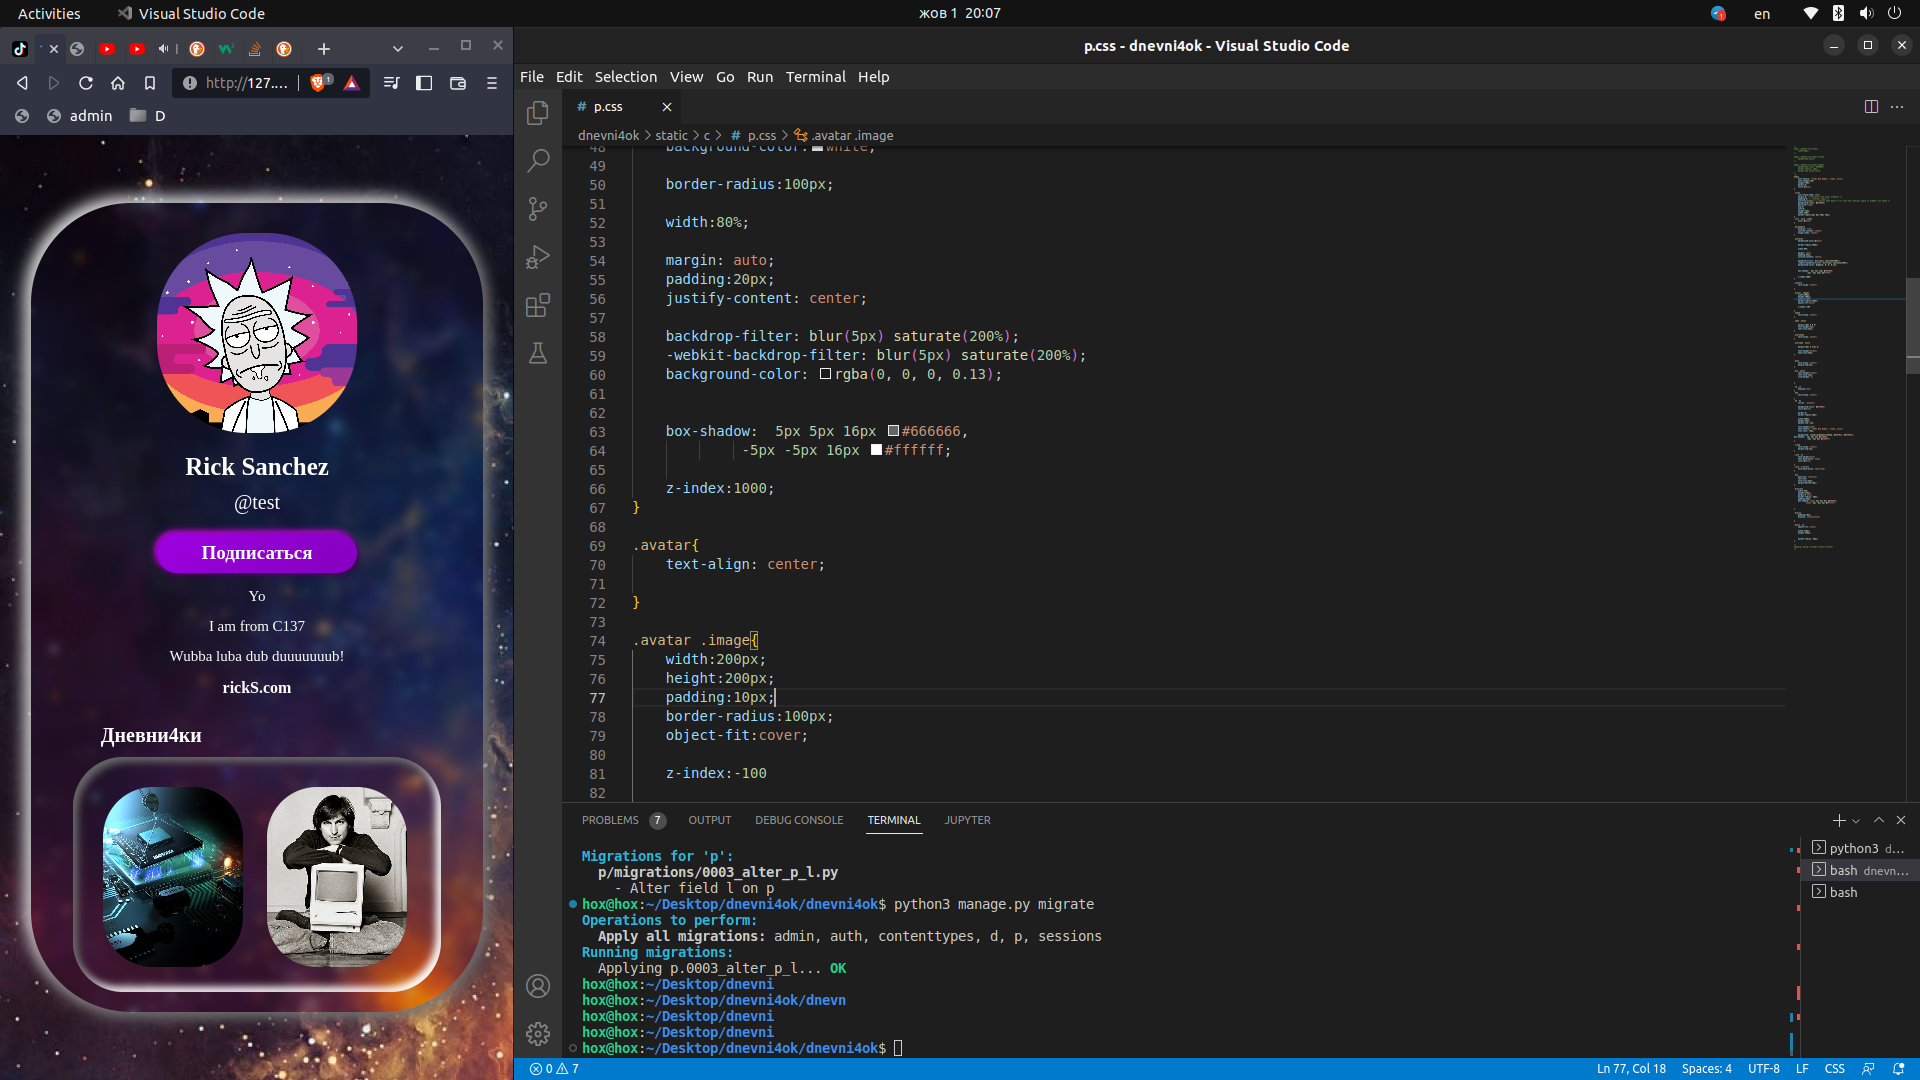 Activities
Visual Studio Code
жов 1 20:07
en
http://127....
1
admin
D
Rick Sanchez
@test
Подписаться
Yo
I am from C137
Wubba luba dub duuuuuuub!
rickS.com
Дневни4ки
p.css - dnevni4ok - Visual Studio Code
File Edit Selection View Go Run Terminal Help
# p.css
dnevni4ok > static > c > # p.css > .avatar .image
48 background-color: white;
49
50 border-radius:100px;
51
52 width:80%;
53
54 margin: auto;
55 padding:20px;
56 justify-content: center;
57
58 backdrop-filter: blur(5px) saturate(200%);
59 -webkit-backdrop-filter: blur(5px) saturate(200%);
60 background-color: rgba(0, 0, 0, 0.13);
61
62
63 box-shadow:  5px 5px 16px #666666,
64 -5px -5px 16px #ffffff;
65
66 z-index:1000;
67 }
68
69 .avatar{
70 text-align: center;
71
72 }
73
74 .avatar .image{
75 width:200px;
76 height:200px;
77 padding:10px;
78 border-radius:100px;
79 object-fit:cover;
80
81 z-index:-100
82
PROBLEMS 7 OUTPUT DEBUG CONSOLE TERMINAL JUPYTER
Migrations for 'p':
p/migrations/0003_alter_p_l.py
- Alter field l on p
hox@hox:~/Desktop/dnevni4ok/dnevni4ok$ python3 manage.py migrate
Operations to perform:
Apply all migrations: admin, auth, contenttypes, d, p, sessions
Running migrations:
Applying p.0003_alter_p_l... OK
hox@hox:~/Desktop/dnevni
hox@hox:~/Desktop/dnevni4ok/dnevn
hox@hox:~/Desktop/dnevni
hox@hox:~/Desktop/dnevni
hox@hox:~/Desktop/dnevni4ok/dnevni4ok$
python3 d...
bash dnevn...
bash
0 7
Ln 77, Col 18 Spaces: 4 UTF-8 LF CSS